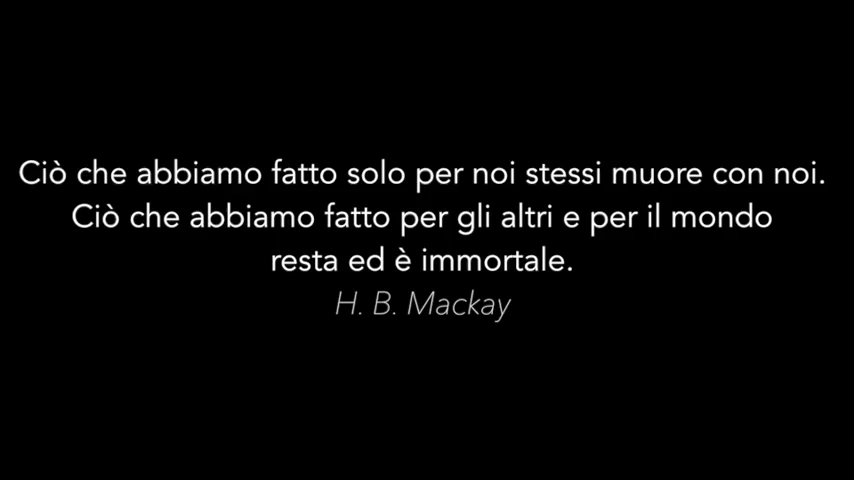 Ciò che abbiamo fatto solo per noi stessi muore con noi.
Ciò che abbiamo fatto per gli altri e per il mondo
resta ed è immortale.
H. B. Mackay